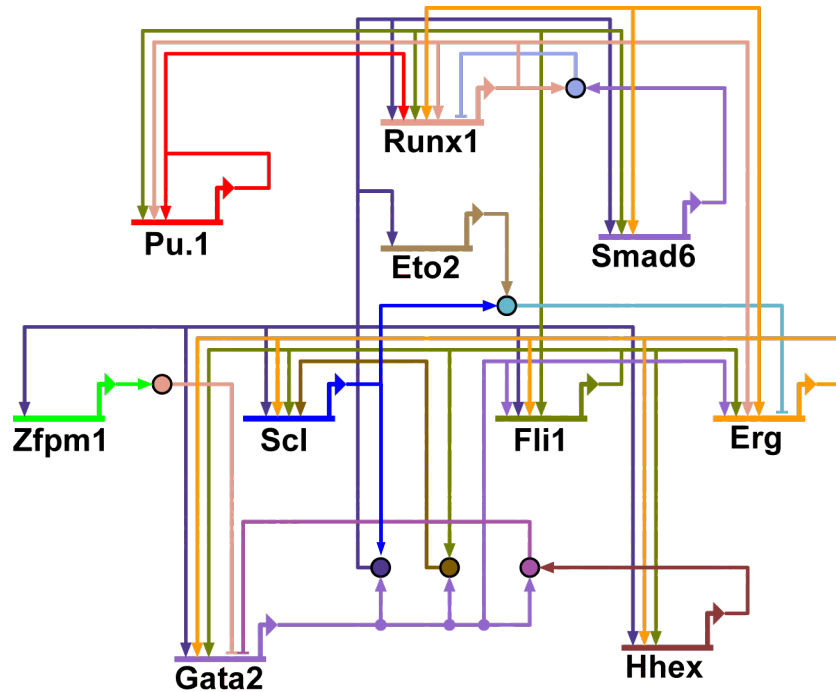 Runx1
Pu.1
Eto2
Smad6
Zfpm1
Scl
Fli1
Erg
Gata2
Hhex